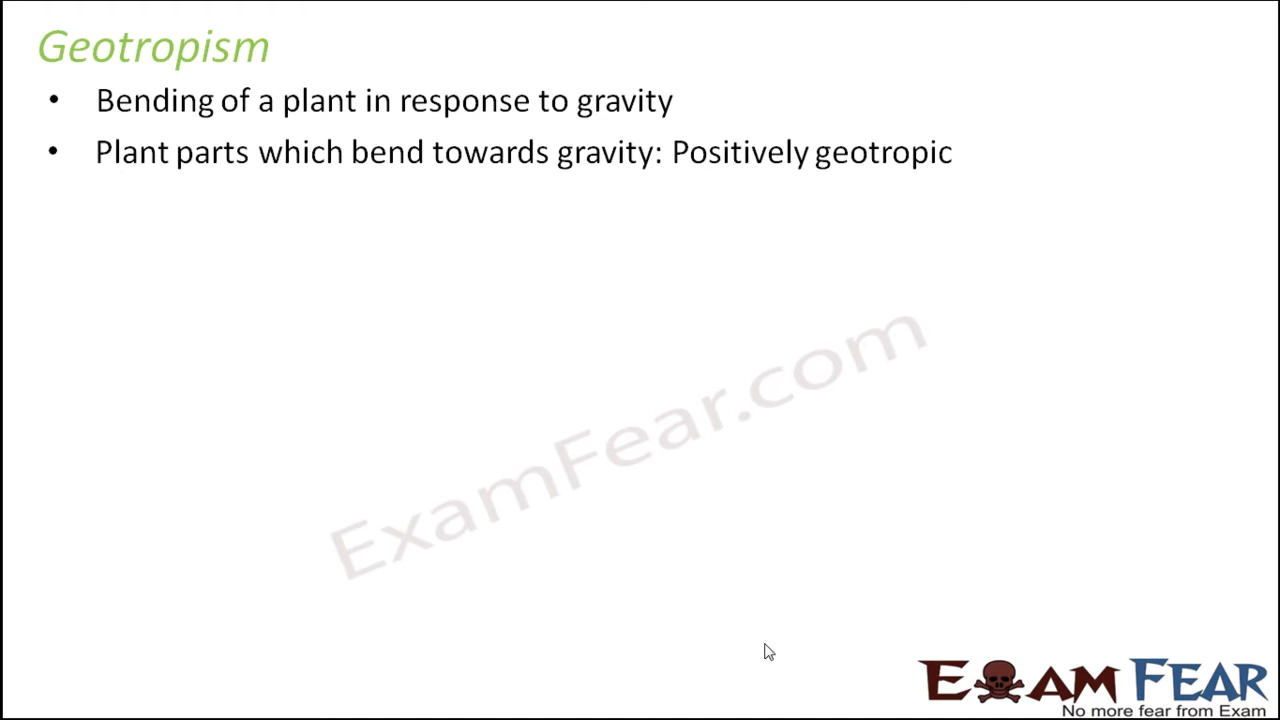 Geotropism
• Bending of a plant in response to gravity
• Plant parts which bend towards gravity: Positively geotropic
ExamFear.com
EXAM FEAR
No more fear from Exam